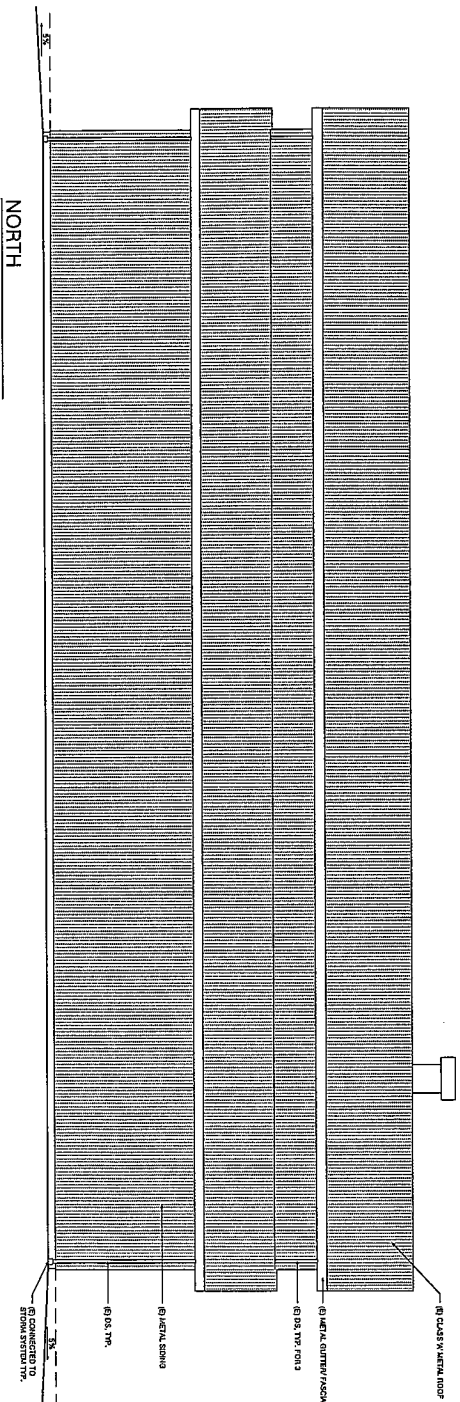 (E) CLASS 'A' METAL ROOF
(E) METAL GUTTER/ FASCIA
(E) DS, TYP. FOR 3
(E) METAL SIDING
(E) DS, TYP.
(E) CONNECTED TO
STORM SYSTEM TYP.
5%
5%
NORTH